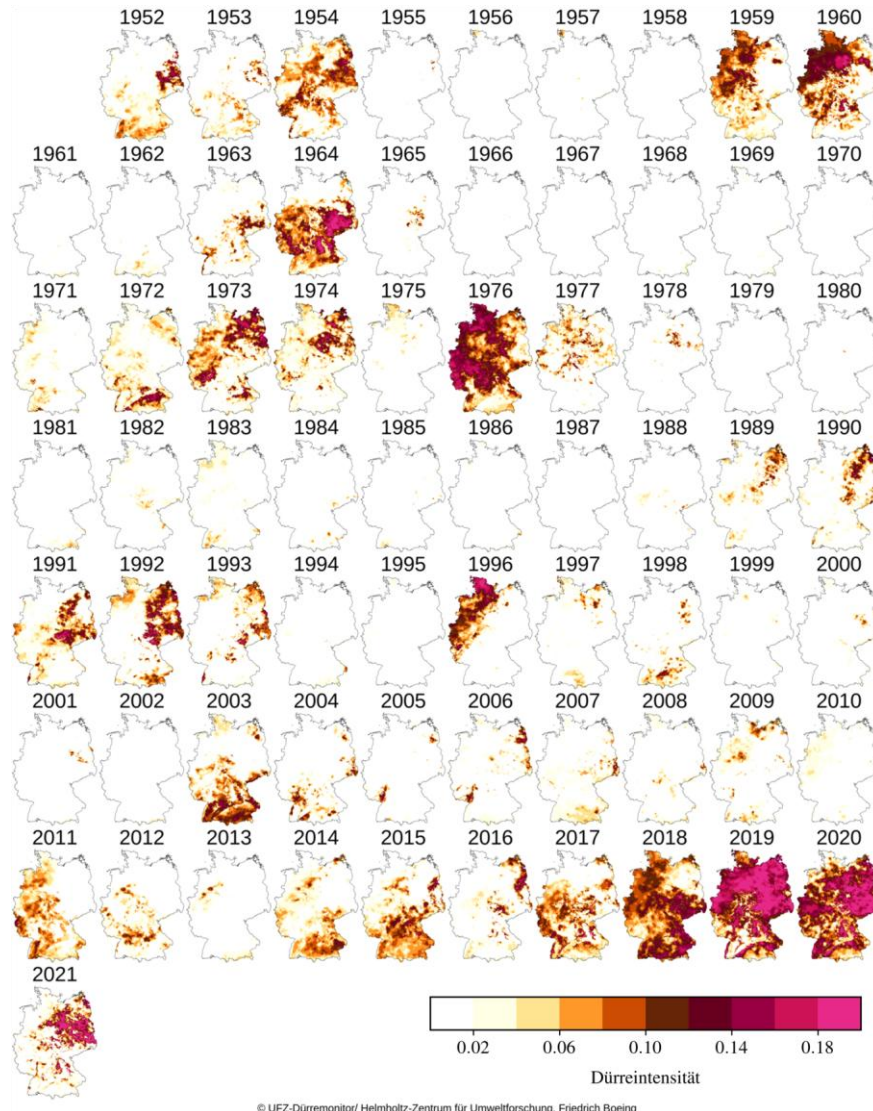 1952 1953 1954 1955 1956 1957 1958 1959 1960
1961 1962 1963 1964 1965 1966 1967 1968 1969 1970
1971 1972 1973 1974 1975 1976 1977 1978 1979 1980
1981 1982 1983 1984 1985 1986 1987 1988 1989 1990
1991 1992 1993 1994 1995 1996 1997 1998 1999 2000
2001 2002 2003 2004 2005 2006 2007 2008 2009 2010
2011 2012 2013 2014 2015 2016 2017 2018 2019 2020
2021
0.02 0.06 0.10 0.14 0.18
Dürreintensität
© UFZ-Dürremonitor/ Helmholtz-Zentrum für Umweltforschung, Friedrich Boeing